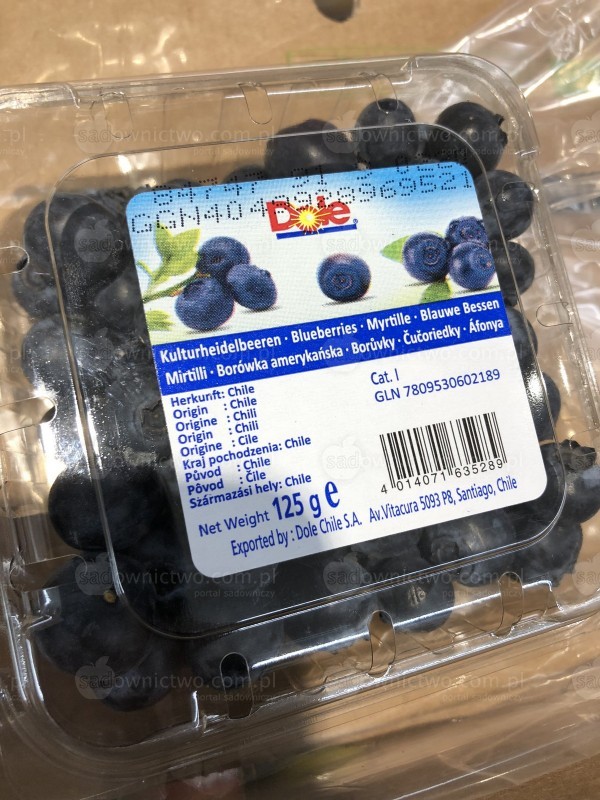 Dole
Kulturheidelbeeren · Blueberries · Myrtille · Blauwe Bessen
Mirtilli · Borówka amerykańska · Borůvky · Čučoriedky · Áfonya
Herkunft: Chile
Origin : Chile
Origine : Chili
Origin : Chili
Origine : Cile
Kraj pochodzenia: Chile
Původ : Chile
Pôvod : Čile
Származási hely: Chile
Cat. I
GLN 7809530602189
4 014071 635289
Net Weight 125 g e
Exported by : Dole Chile S.A. Av.Vitacura 5093 P8, Santiago, Chile
sadownictwo.com.pl
portal sadowniczy